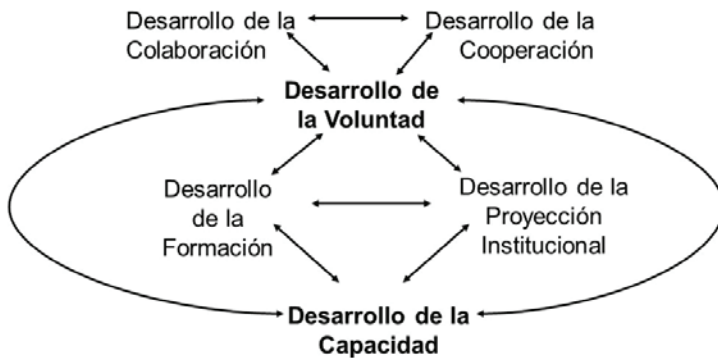 Desarrollo de la
Colaboración
Desarrollo de la
Cooperación
Desarrollo de
la Voluntad
Desarrollo
de la
Formación
Desarrollo de la
Proyección
Institucional
Desarrollo de la
Capacidad